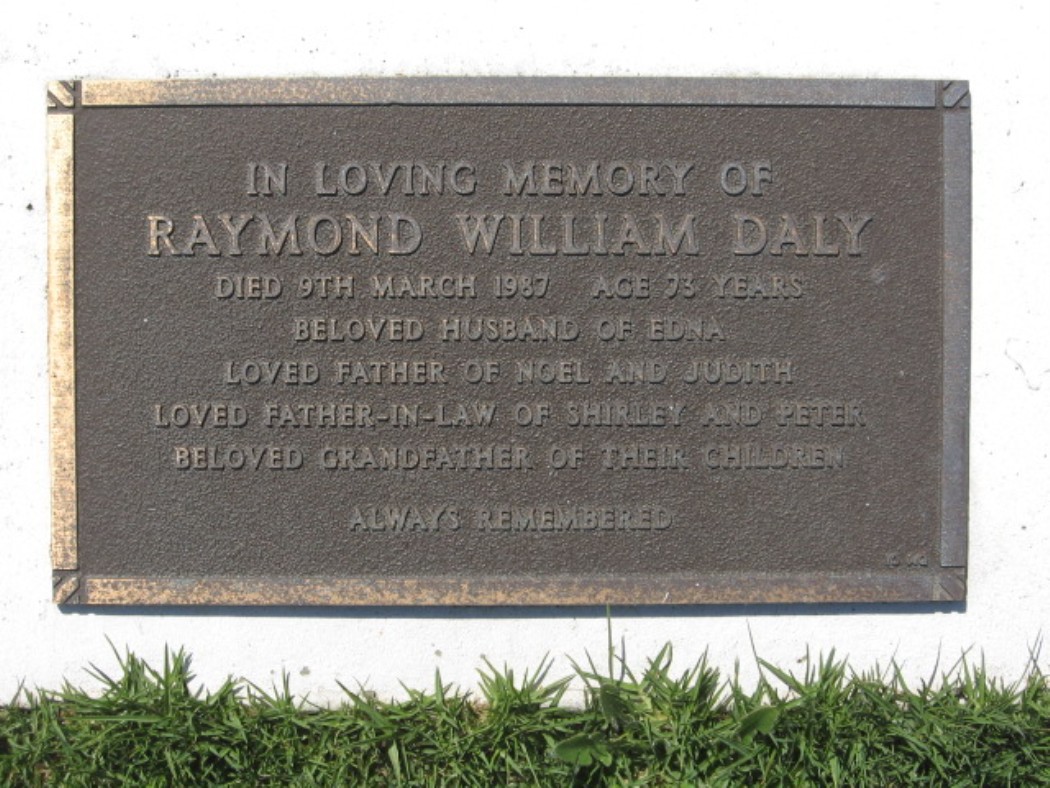 IN LOVING MEMORY OF
RAYMOND WILLIAM DALY
DIED 9TH MARCH 1987 AGE 73 YEARS
BELOVED HUSBAND OF EDNA
LOVED FATHER OF NOEL AND JUDITH
LOVED FATHER-IN-LAW OF SHIRLEY AND PETER
BELOVED GRANDFATHER OF THEIR CHILDREN
ALWAYS REMEMBERED